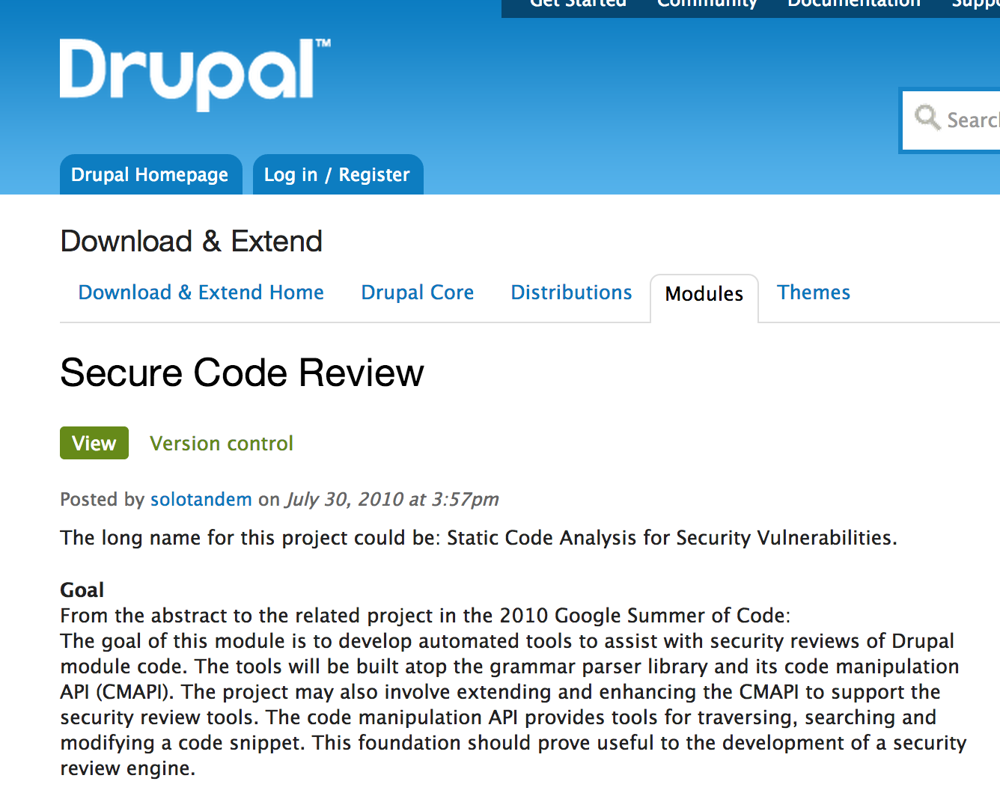 Get Started Community Documentation
Drupal™
Drupal Homepage Log in / Register
Download & Extend
Download & Extend Home Drupal Core Distributions Modules Themes
Secure Code Review
View Version control
Posted by solotandem on July 30, 2010 at 3:57pm
The long name for this project could be: Static Code Analysis for Security Vulnerabilities.
Goal
From the abstract to the related project in the 2010 Google Summer of Code:
The goal of this module is to develop automated tools to assist with security reviews of Drupal
module code. The tools will be built atop the grammar parser library and its code manipulation
API (CMAPI). The project may also involve extending and enhancing the CMAPI to support the
security review tools. The code manipulation API provides tools for traversing, searching and
modifying a code snippet. This foundation should prove useful to the development of a security
review engine.